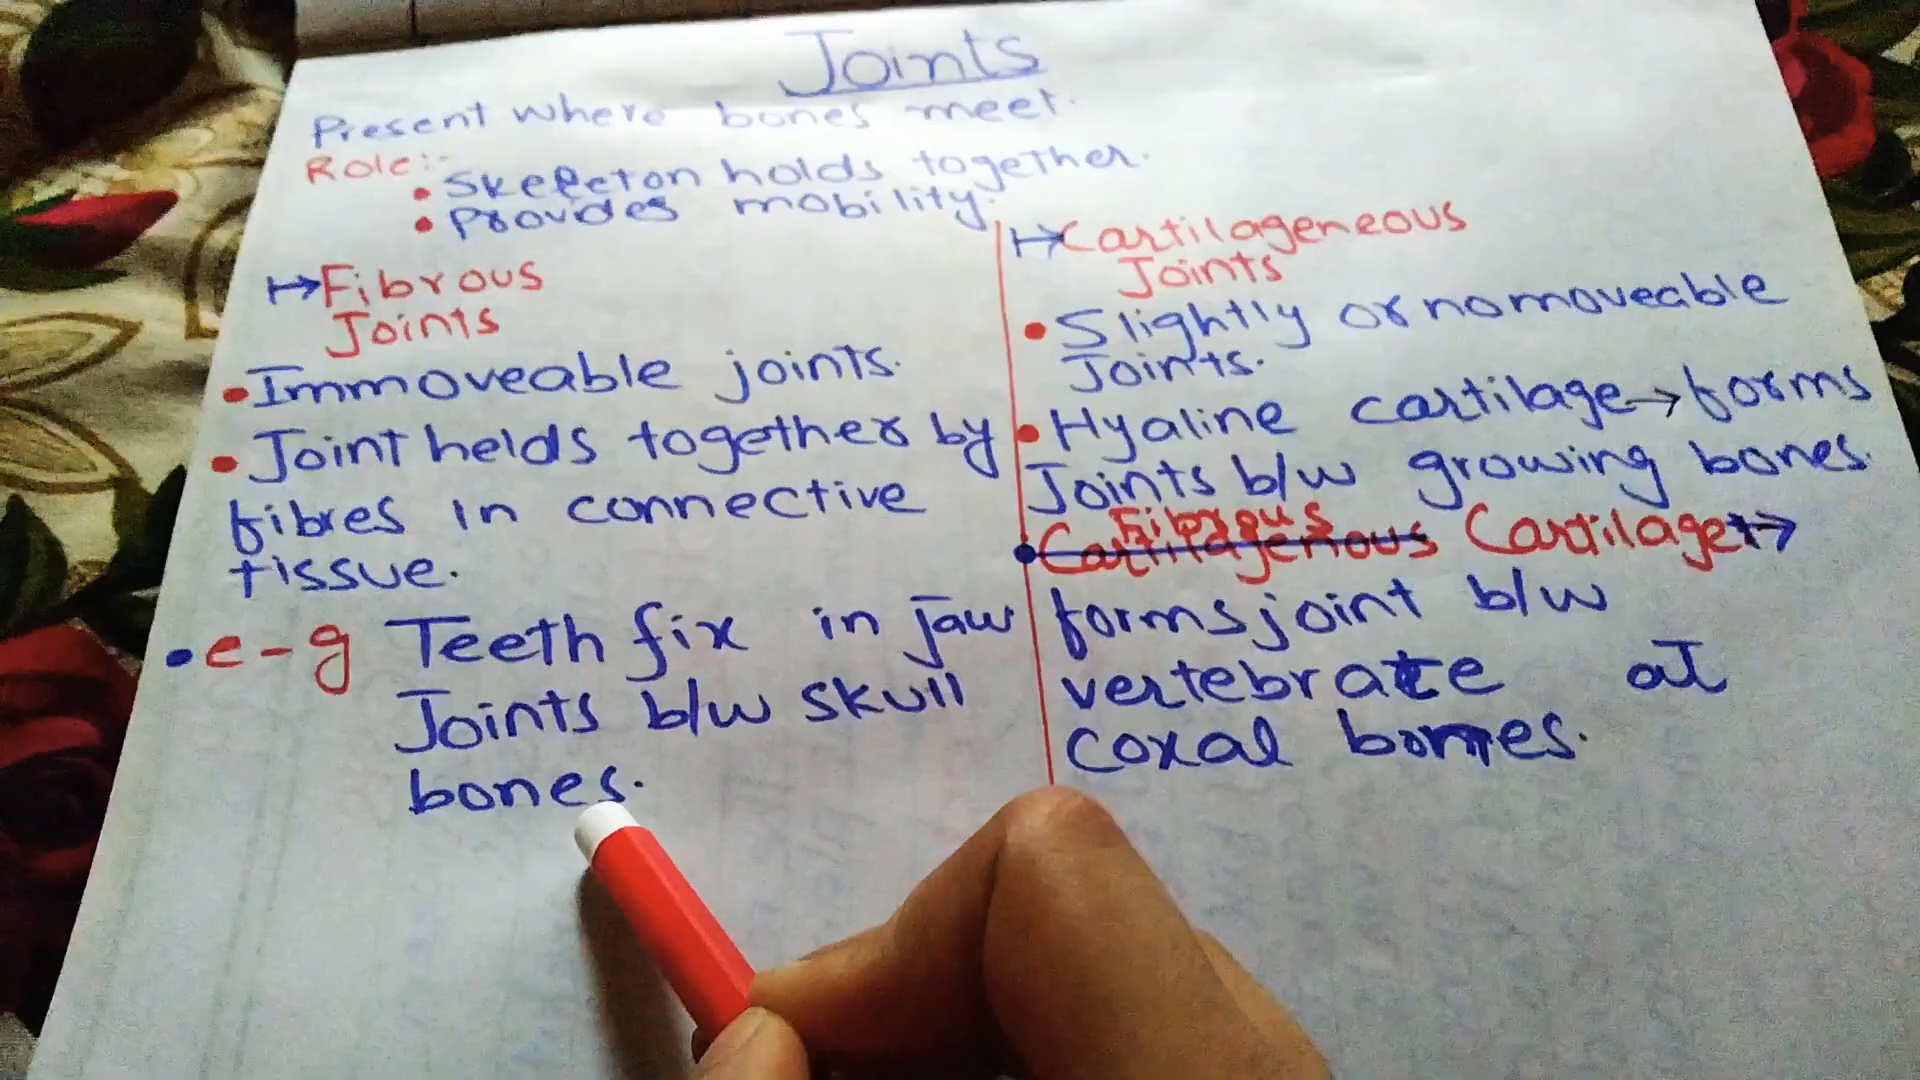 Joints
Present where bones meet.
Role:-
• Skeleton holds together.
• Provides mobility.
↦Fibrous
Joints
• Immoveable joints.
• Joint helds together by
fibres in connective
tissue.
• e-g Teeth fix in jaw
Joints b/w skull
bones.
↦Cartilageneous
Joints
• Slightly or nomoveable
Joints.
• Hyaline cartilage→forms
Joints b/w growing bones.
Fibrous
• Cartilagenous Cartilage→
forms joint b/w
vertebrate at
coxal bones.